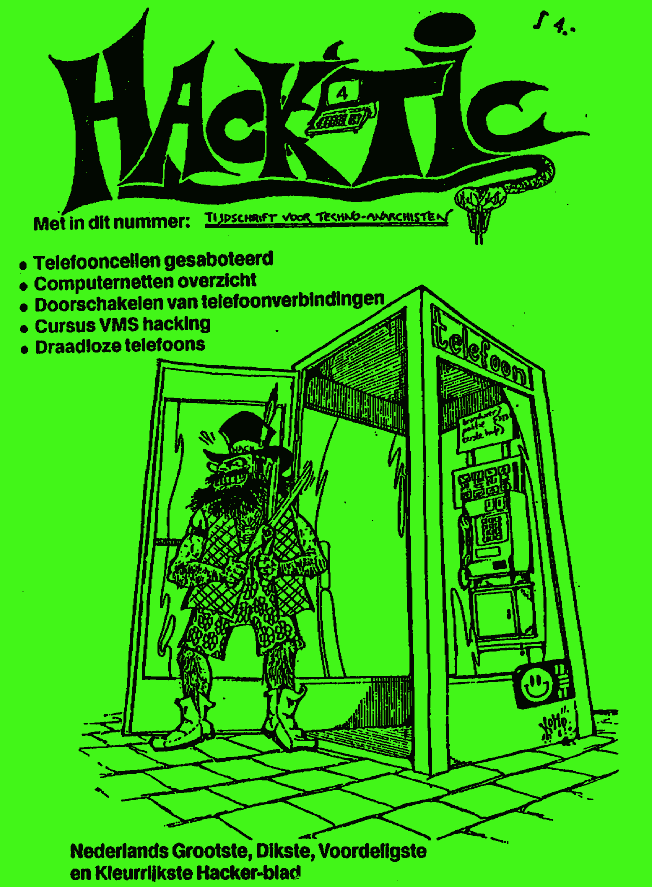 ƒ 4.-
HACK-TIC
4
TIJDSCHRIFT VOOR TECHNO-ANARCHISTEN
Met in dit nummer:
• Telefooncellen gesaboteerd
• Computernetten overzicht
• Doorschakelen van telefoonverbindingen
• Cursus VMS hacking
• Draadloze telefoons
telefoon
Nederlands Grootste, Dikste, Voordeligste
en Kleurrijkste Hacker-blad